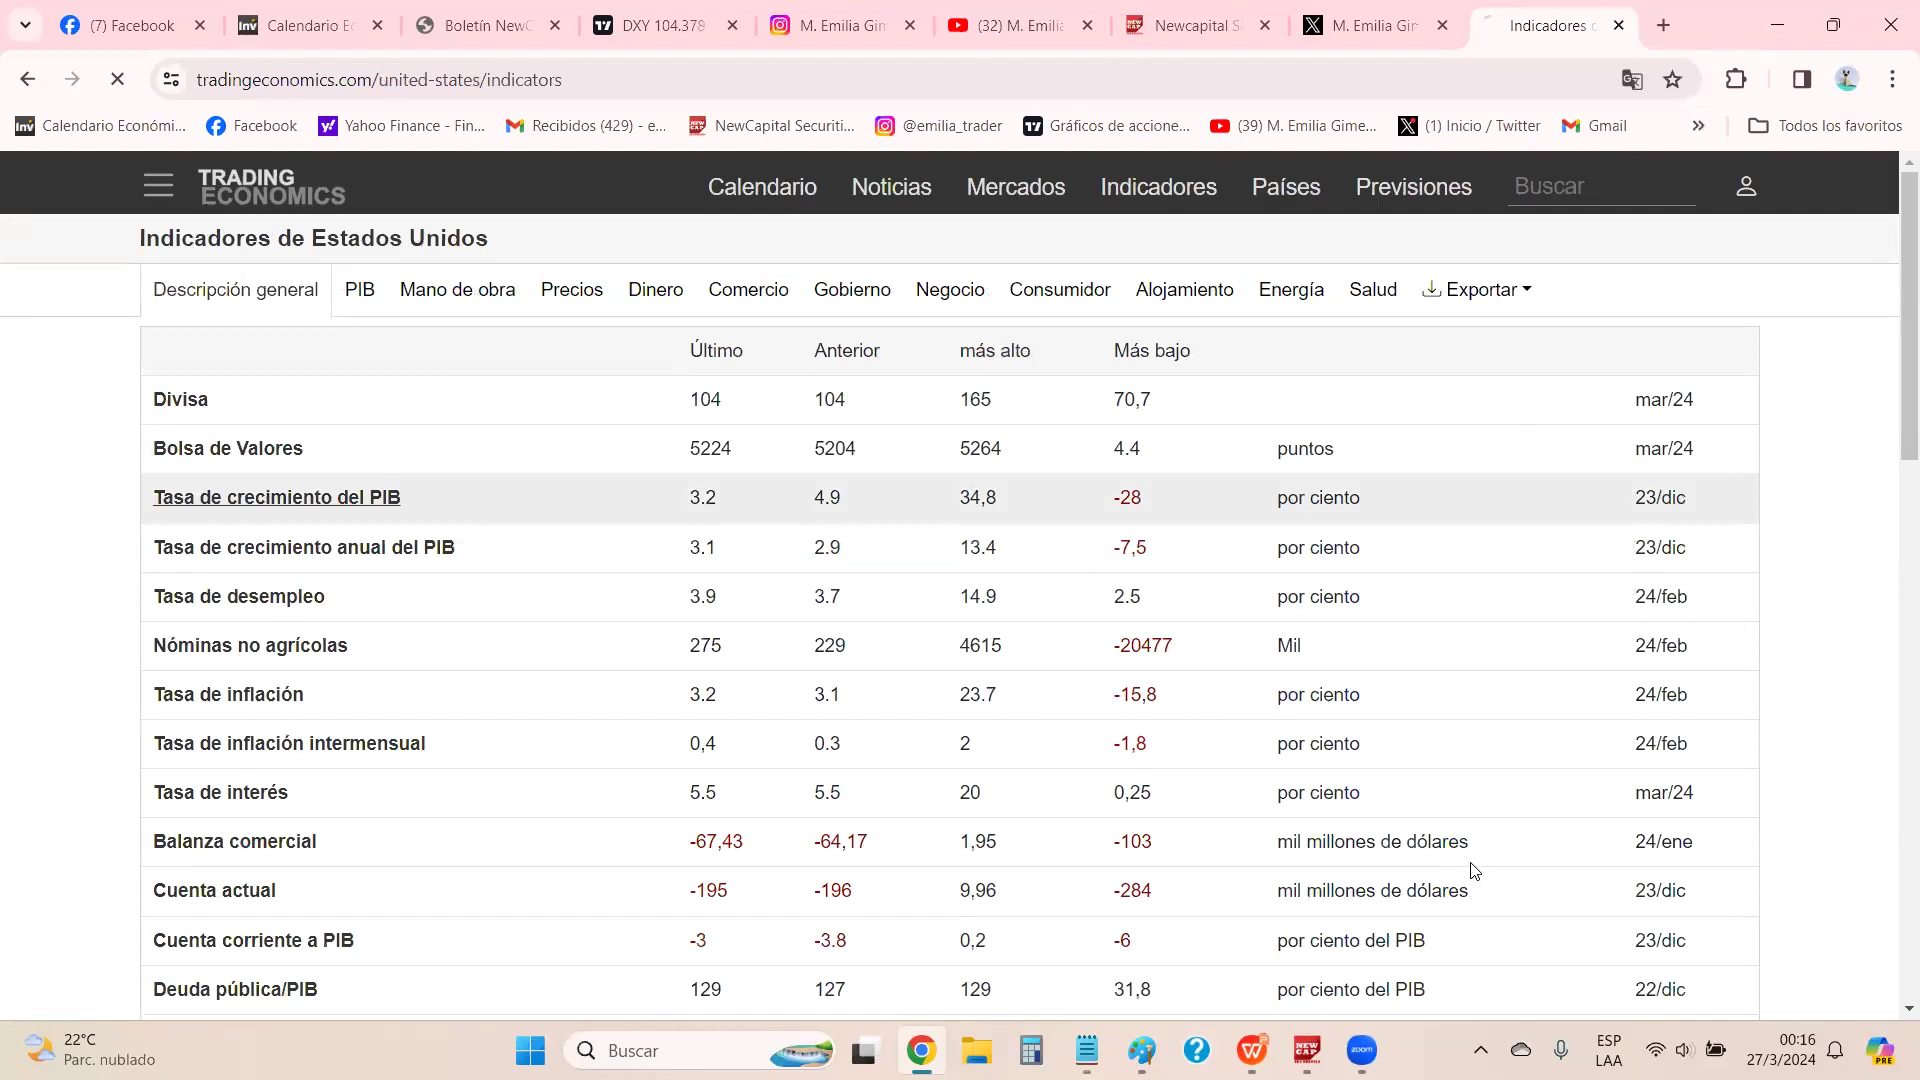 (7) Facebook
Calendario Ec
Boletín NewC
DXY 104.378
M. Emilia Gim
(32) M. Emilia
Newcapital S
M. Emilia Gim
Indicadores
tradingeconomics.com/united-states/indicators
Calendario Económi...
Facebook
Yahoo Finance - Fin...
Recibidos (429) - e...
NewCapital Securiti...
@emilia_trader
Gráficos de accione...
(39) M. Emilia Gime...
(1) Inicio / Twitter
Gmail
Todos los favoritos
TRADING
ECONOMICS
Calendario Noticias Mercados Indicadores Países Previsiones Buscar
Indicadores de Estados Unidos
Descripción general PIB Mano de obra Precios Dinero Comercio Gobierno Negocio Consumidor Alojamiento Energía Salud Exportar
Último Anterior más alto Más bajo
Divisa 104 104 165 70,7 mar/24
Bolsa de Valores 5224 5204 5264 4.4 puntos mar/24
Tasa de crecimiento del PIB 3.2 4.9 34,8 -28 por ciento 23/dic
Tasa de crecimiento anual del PIB 3.1 2.9 13.4 -7,5 por ciento 23/dic
Tasa de desempleo 3.9 3.7 14.9 2.5 por ciento 24/feb
Nóminas no agrícolas 275 229 4615 -20477 Mil 24/feb
Tasa de inflación 3.2 3.1 23.7 -15,8 por ciento 24/feb
Tasa de inflación intermensual 0,4 0.3 2 -1,8 por ciento 24/feb
Tasa de interés 5.5 5.5 20 0,25 por ciento mar/24
Balanza comercial -67,43 -64,17 1,95 -103 mil millones de dólares 24/ene
Cuenta actual -195 -196 9,96 -284 mil millones de dólares 23/dic
Cuenta corriente a PIB -3 -3.8 0,2 -6 por ciento del PIB 23/dic
Deuda pública/PIB 129 127 129 31,8 por ciento del PIB 22/dic
22°C
Parc. nublado
Buscar
zoom
ESP
LAA
00:16
27/3/2024
PRE